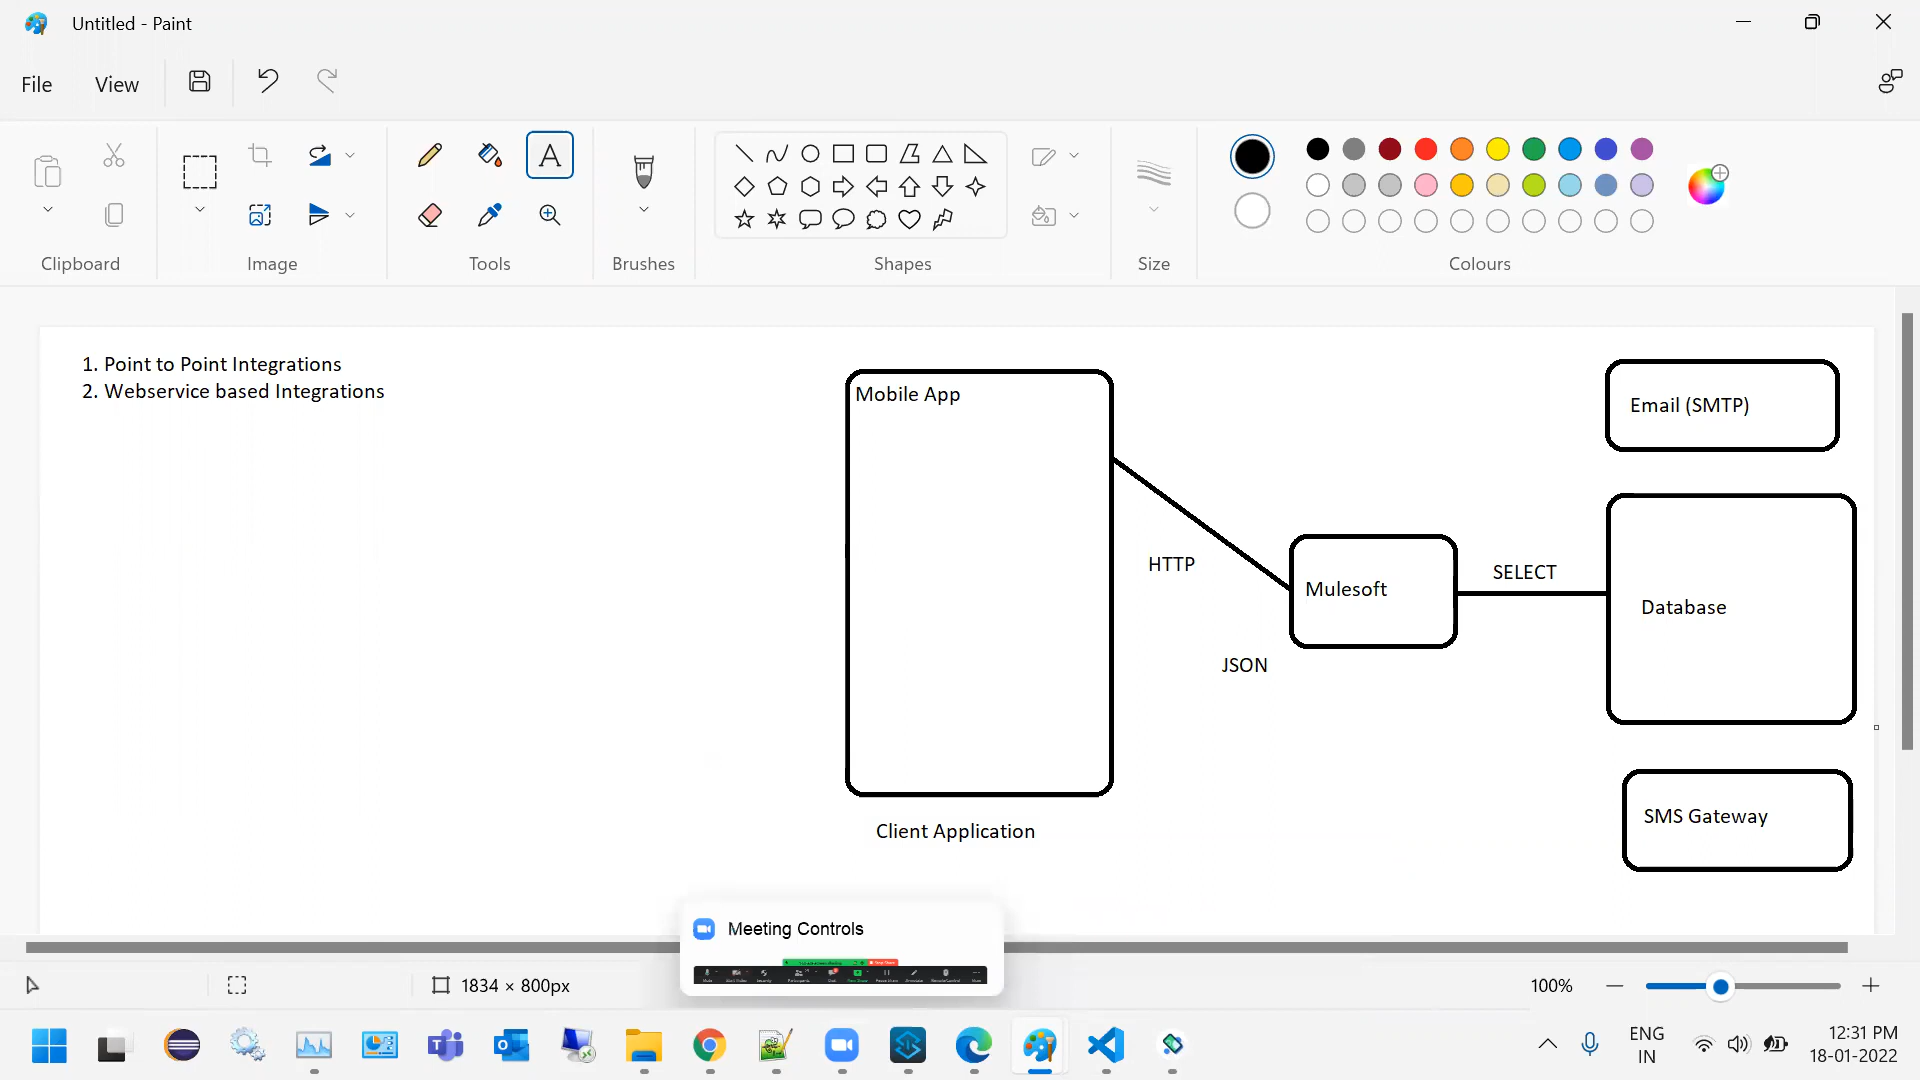 Untitled - Paint
File
View
Clipboard
Image
Tools
Brushes
Shapes
Size
Colours
1. Point to Point Integrations
2. Webservice based Integrations
Mobile App
Email (SMTP)
HTTP
SELECT
Mulesoft
Database
JSON
SMS Gateway
Client Application
Meeting Controls
1834 × 800px
100%
ENG
IN
12:31 PM
18-01-2022